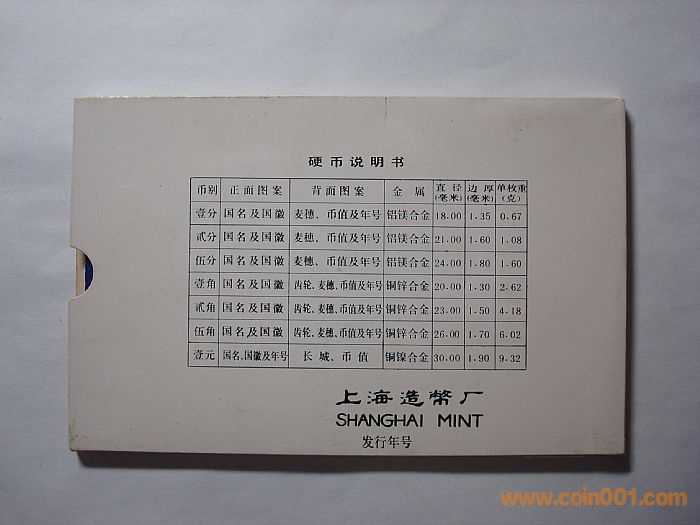 硬币说明书
币别 正面图案 背面图案 金属 直径(毫米) 边厚(毫米) 单枚重(克)
壹分 国名及国徽 麦穗、币值及年号 铝镁合金 18.00 1.35 0.67
贰分 国名及国徽 麦穗、币值及年号 铝镁合金 21.00 1.60 1.08
伍分 国名及国徽 麦穗、币值及年号 铝镁合金 24.00 1.80 1.60
壹角 国名及国徽 齿轮、麦穗、币值及年号 铜锌合金 20.00 1.30 2.62
贰角 国名及国徽 齿轮、麦穗、币值及年号 铜锌合金 23.00 1.50 4.18
伍角 国名及国徽 齿轮、麦穗、币值及年号 铜锌合金 26.00 1.70 6.02
壹元 国名、国徽及年号 长城、币值 铜镍合金 30.00 1.90 9.32
上海造幣厂
SHANGHAI MINT
发行年号
www.coin001.com